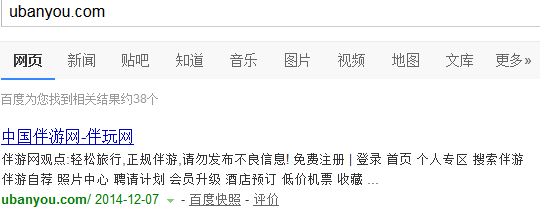 ubanyou.com
网页 新闻 贴吧 知道 音乐 图片 视频 地图 文库 更多»
百度为您找到相关结果约38个
中国伴游网-伴玩网
伴游网观点:轻松旅行,正规伴游,请勿发布不良信息! 免费注册 | 登录 首页 个人专区 搜索伴游
伴游自荐 照片中心 聘请计划 会员升级 酒店预订 低价机票 收藏 ...
ubanyou.com/ 2014-12-07 - 百度快照 - 评价